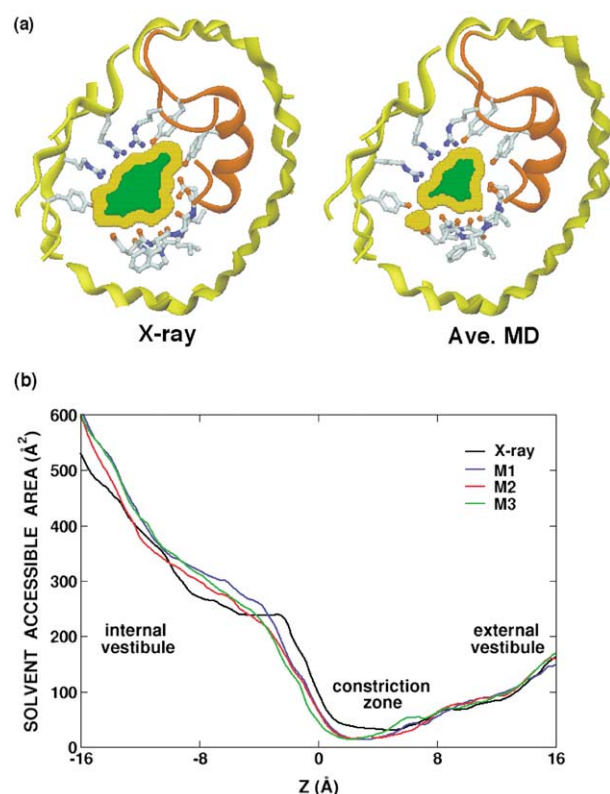 (a)
X-ray
Ave. MD
(b)
SOLVENT ACCESSIBLE AREA (Å²)
600
500
400
300
200
100
0
X-ray
M1
M2
M3
internal
vestibule
constriction
zone
external
vestibule
-16
-8
0
8
16
Z (Å)